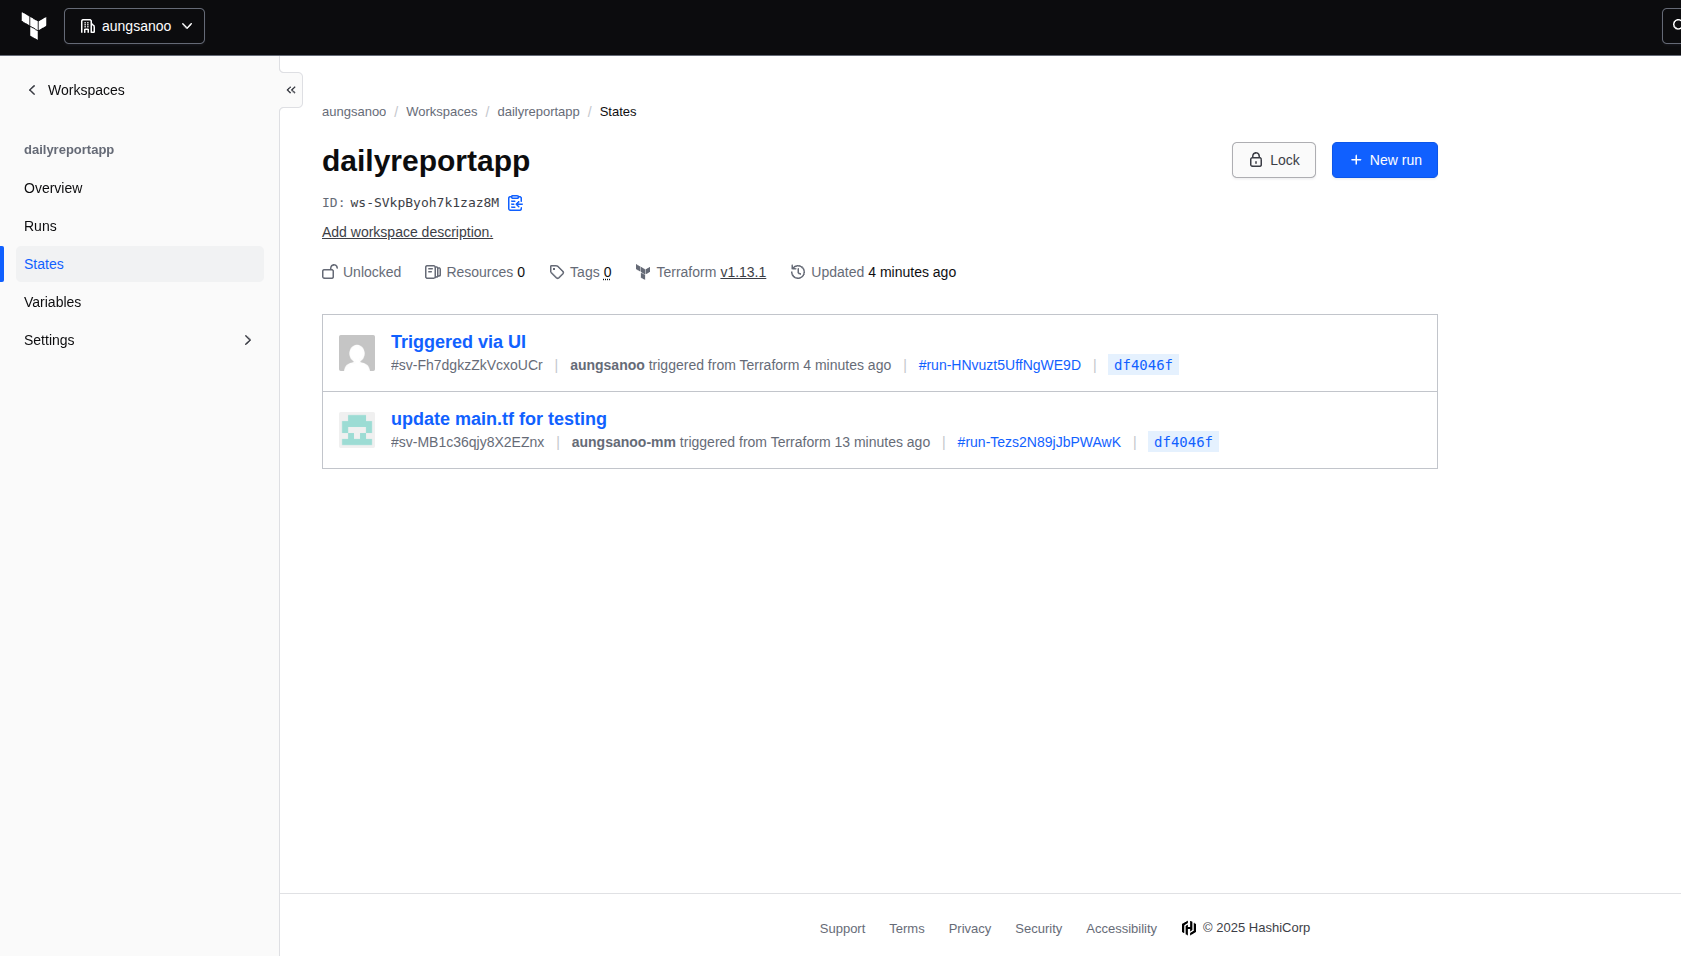 aungsanoo
Workspaces
dailyreportapp
Overview
Runs
States
Variables
Settings
aungsanoo / Workspaces / dailyreportapp / States
dailyreportapp
Lock
New run
ID: ws-SVkpByoh7k1zaz8M
Add workspace description.
Unlocked Resources 0 Tags 0 Terraform v1.13.1 Updated 4 minutes ago
Triggered via UI
#sv-Fh7dgkzZkVcxoUCr | aungsanoo triggered from Terraform 4 minutes ago | #run-HNvuzt5UffNgWE9D | df4046f
update main.tf for testing
#sv-MB1c36qjy8X2EZnx | aungsanoo-mm triggered from Terraform 13 minutes ago | #run-Tezs2N89jJbPWAwK | df4046f
Support Terms Privacy Security Accessibility © 2025 HashiCorp